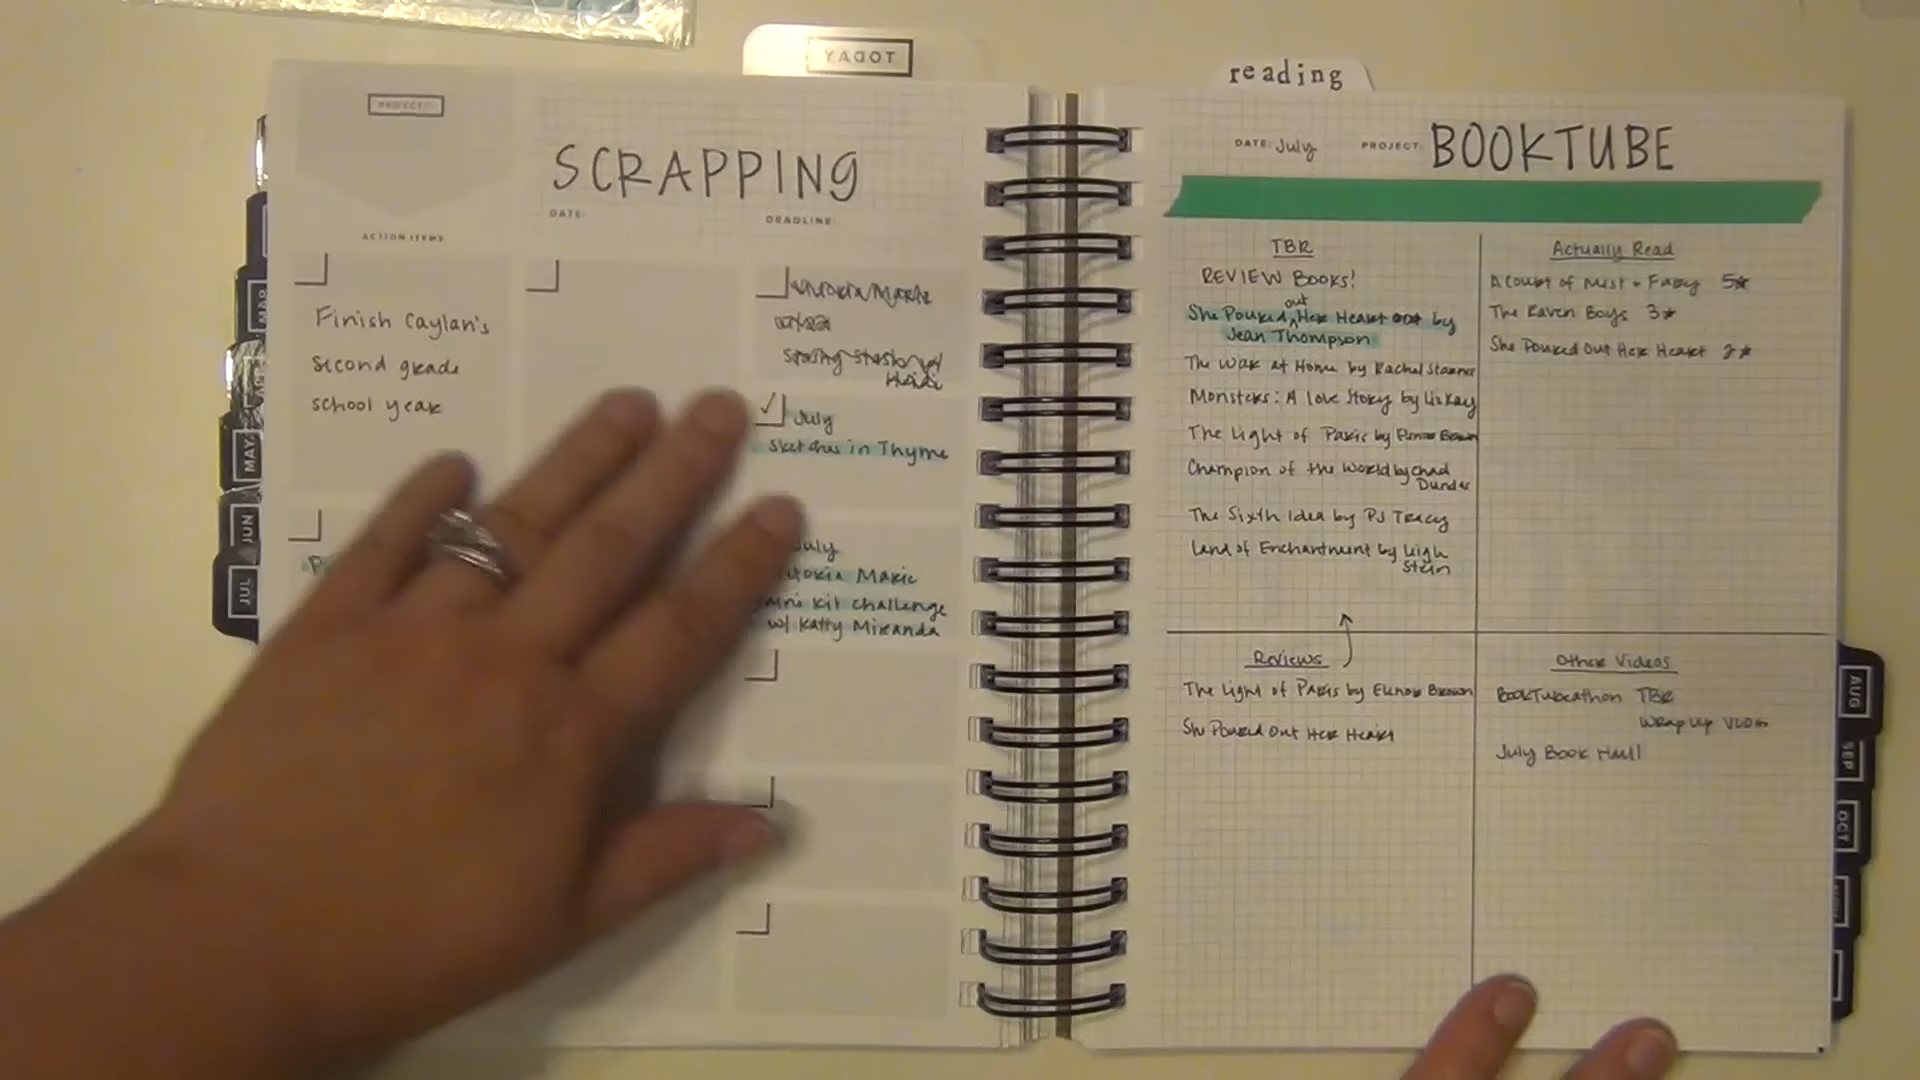 TODAY
PROJECT:
SCRAPPING
DATE:
DEADLINE:
ACTION ITEMS
Finish Caylan's
second grade
school year
July
Sketches in Thyme
July
Marie
mini kit challenge
w/ Katty Miranda
MAR
MAY
JUN
JUL
reading
DATE: July PROJECT: BOOKTUBE
TBR
REVIEW BOOKS!
out
She Poured ^ Her Heart out by
Jean Thompson
The Wak at Home by Rachel
Monsters: A Love Story by Liz Kay
The Light of Paris by Brown
Champion of the World by Chad
Dundas
The Sixth Idea by PJ Tracy
Land of Enchantment by Leigh
Stein
Actually Read
A Court of Mist + Fury 5★
The Raven Boys 3★
She Poured Out Her Heart 2★
Reviews
The Light of Paris by Brown
She Poured Out Her Heart
Other Videos
BookTubeathon TBR
Wrap Up VLOG
July Book Haul
AUG
SEP
OCT